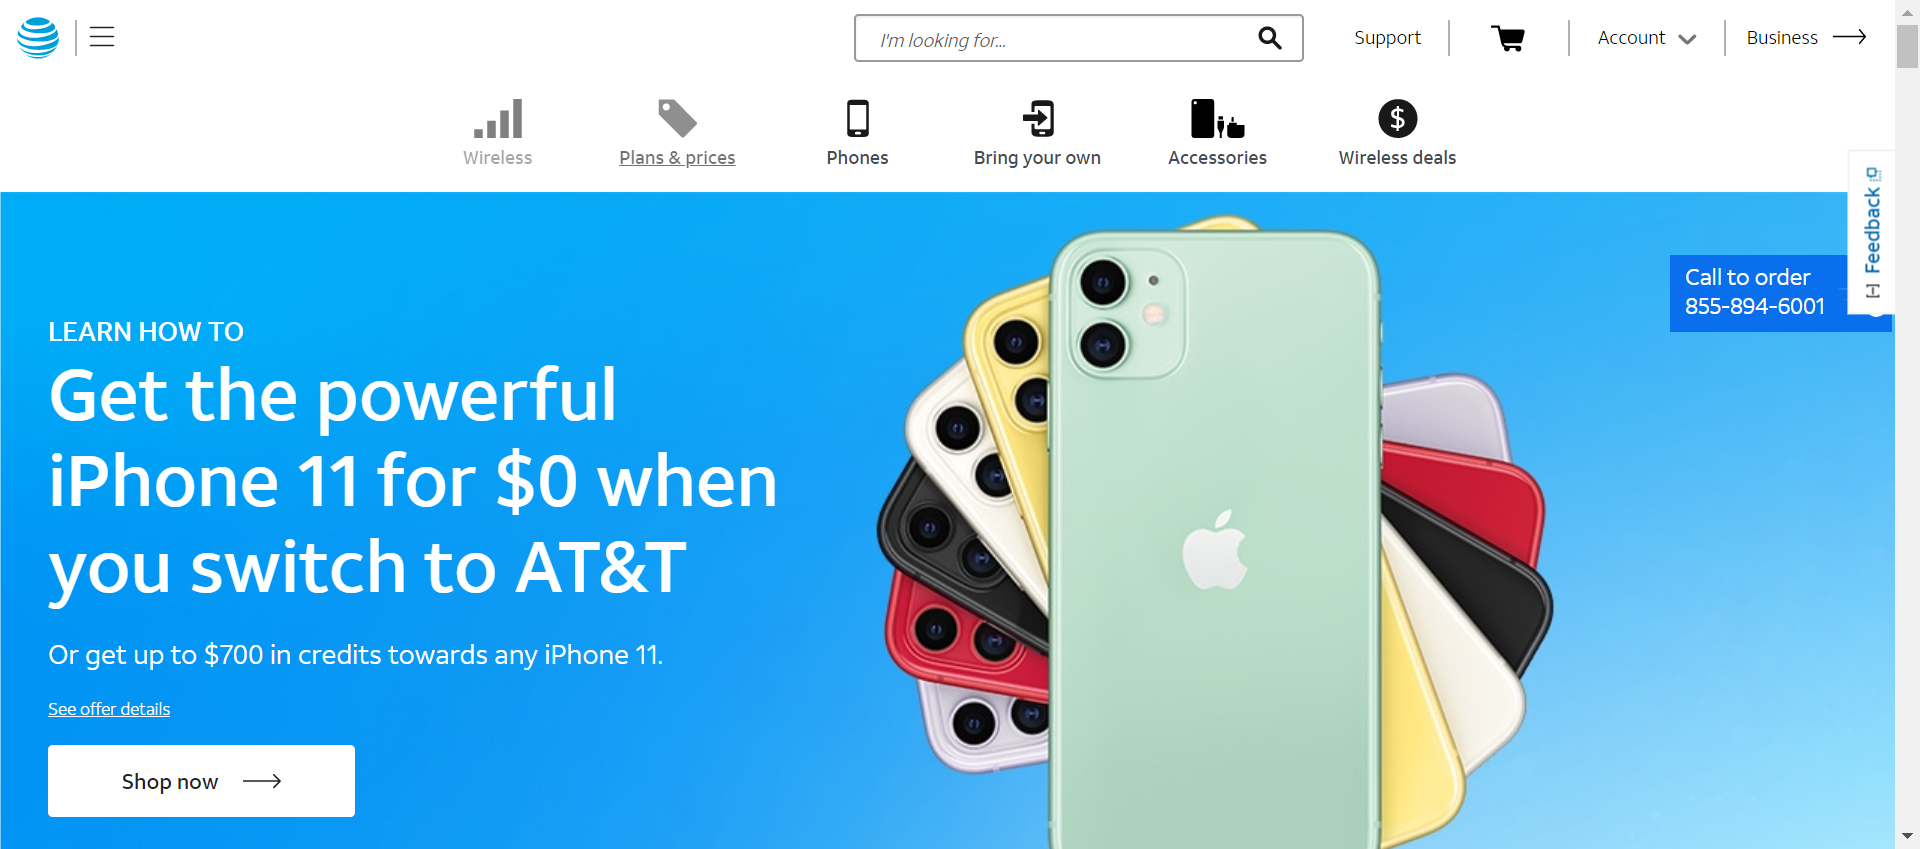 I'm looking for...
Support
Account
Business
Wireless
Plans & prices
Phones
Bring your own
Accessories
$
Wireless deals
[-] Feedback
Call to order
855-894-6001
LEARN HOW TO
Get the powerful
iPhone 11 for $0 when
you switch to AT&T
Or get up to $700 in credits towards any iPhone 11.
See offer details
Shop now